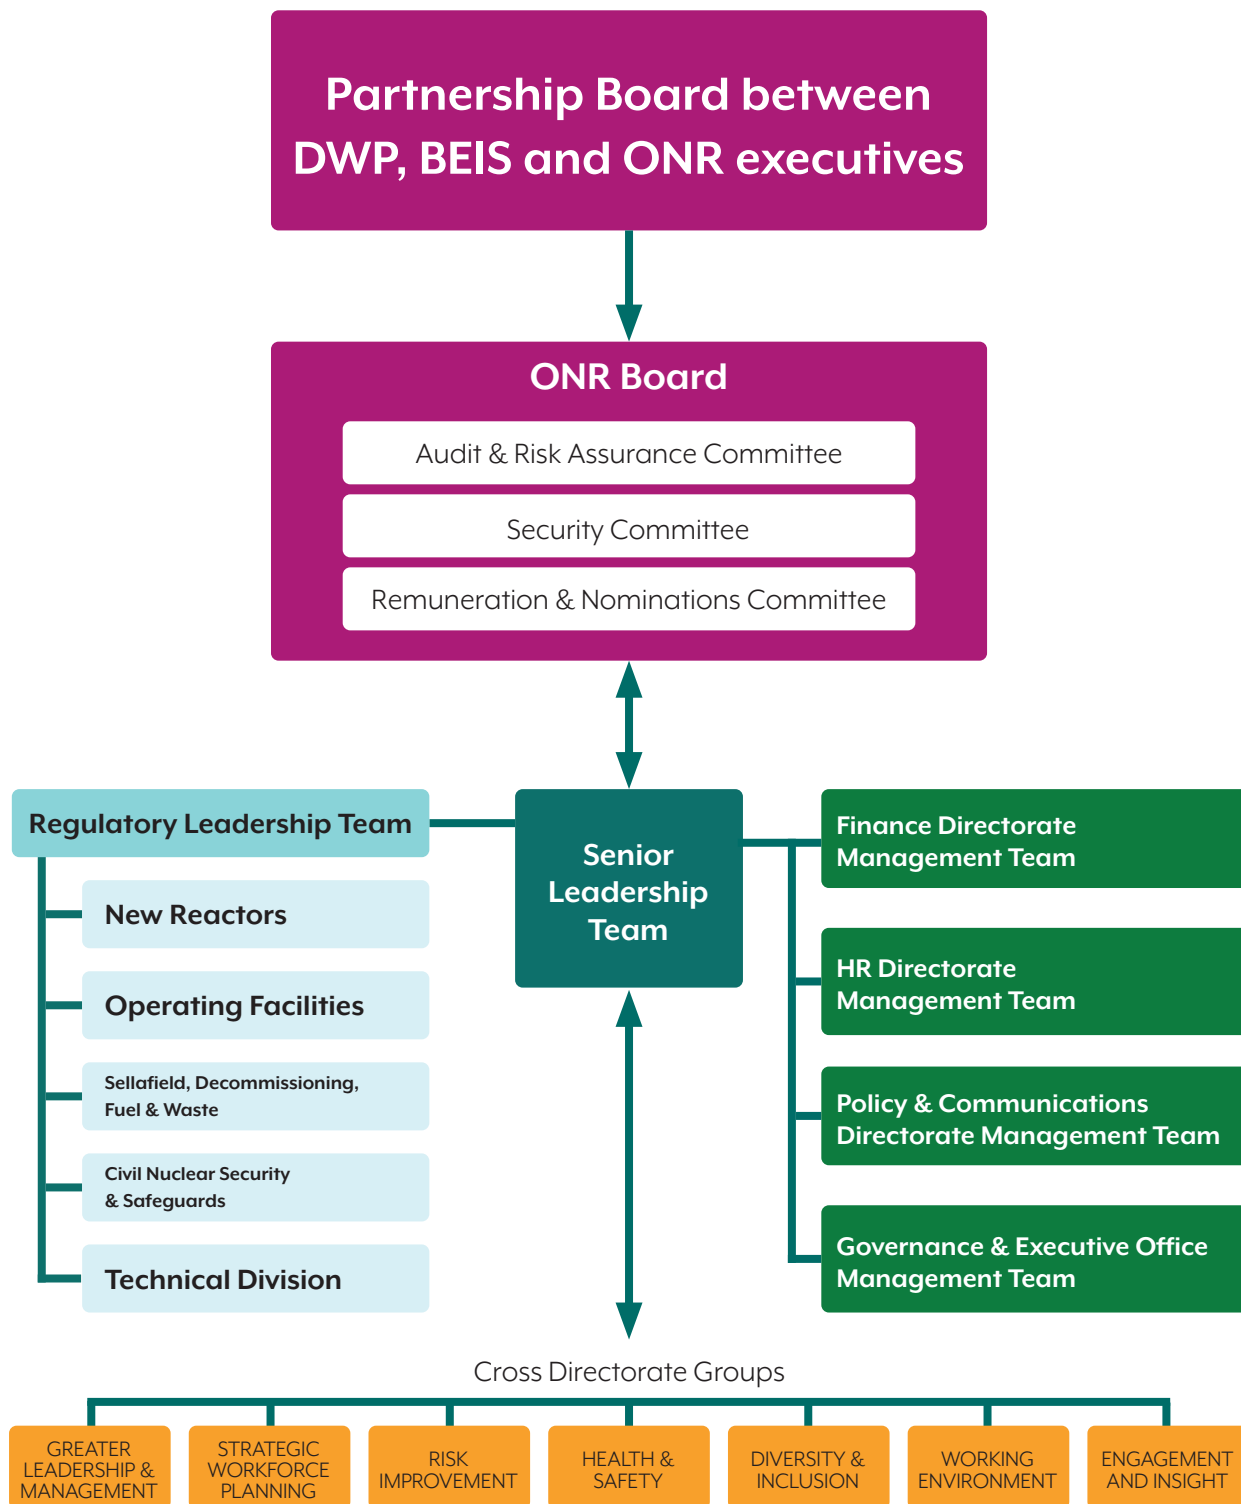 Partnership Board between
DWP, BEIS and ONR executives
ONR Board
Audit & Risk Assurance Committee
Security Committee
Remuneration & Nominations Committee
Regulatory Leadership Team
New Reactors
Operating Facilities
Sellafield, Decommissioning,
Fuel & Waste
Civil Nuclear Security
& Safeguards
Technical Division
Senior
Leadership
Team
Finance Directorate
Management Team
HR Directorate
Management Team
Policy & Communications
Directorate Management Team
Governance & Executive Office
Management Team
Cross Directorate Groups
GREATER
LEADERSHIP &
MANAGEMENT
STRATEGIC
WORKFORCE
PLANNING
RISK
IMPROVEMENT
HEALTH &
SAFETY
DIVERSITY &
INCLUSION
WORKING
ENVIRONMENT
ENGAGEMENT
AND INSIGHT